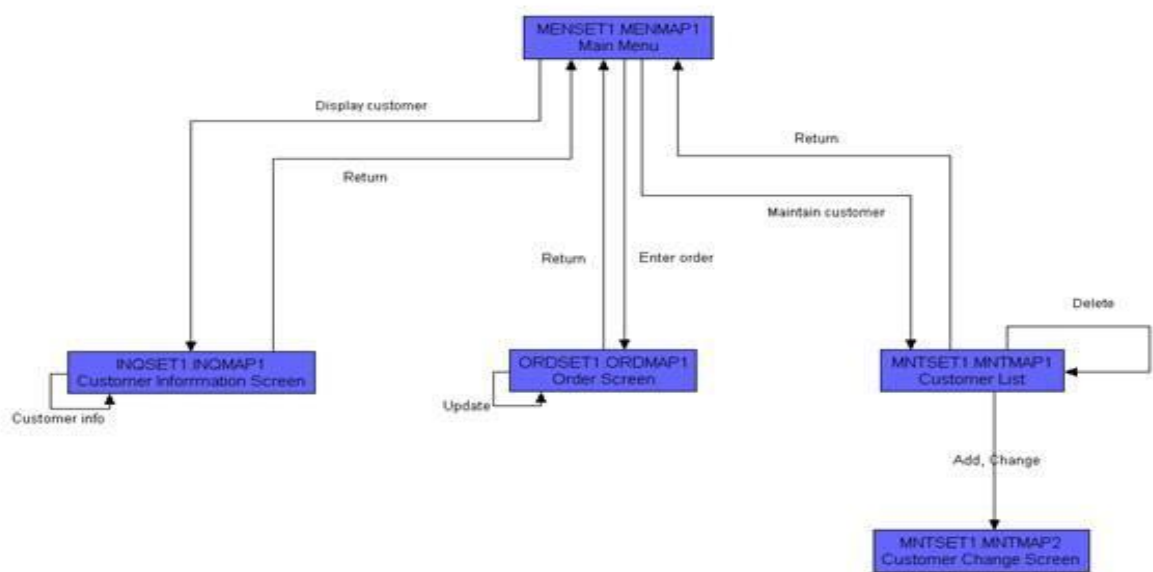 MENSET1.MENMAP1
Main Menu
Display customer
Return
Return
Maintain customer
Return
Enter order
Delete
INQSET1.INQMAP1
Customer Inforrmation Screen
Customer info
ORDSET1.ORDMAP1
Order Screen
Update
MNTSET1.MNTMAP1
Customer List
Add, Change
MNTSET1.MNTMAP2
Customer Change Screen